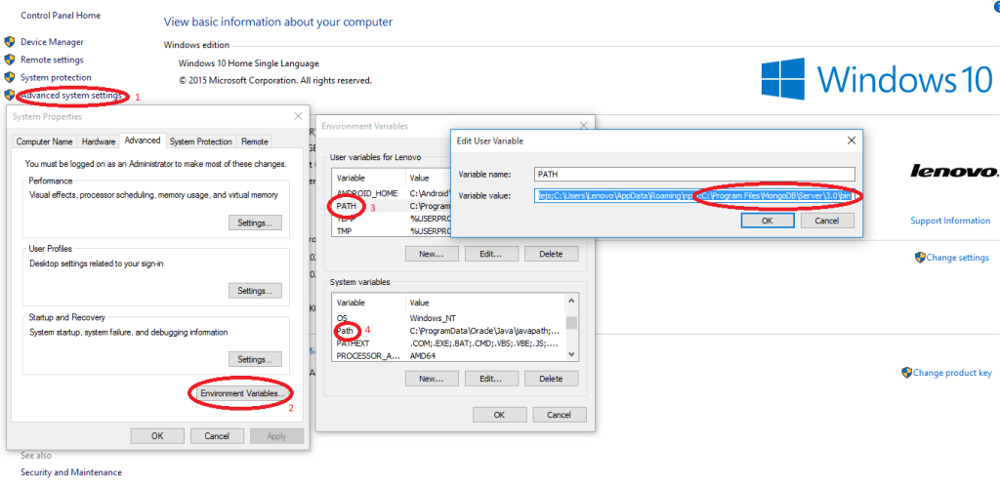 Control Panel Home
Device Manager
Remote settings
System protection
Advanced system settings 1
View basic information about your computer
Windows edition
Windows 10 Home Single Language
© 2015 Microsoft Corporation. All rights reserved.
Windows 10
lenovo.
Support Information
Change settings
Change product key
System Properties
Computer Name Hardware Advanced System Protection Remote
You must be logged on as an Administrator to make most of these changes.
Performance
Visual effects, processor scheduling, memory usage, and virtual memory
Settings...
User Profiles
Desktop settings related to your sign-in
Settings...
Startup and Recovery
System startup, system failure, and debugging information
Settings...
Environment Variables...
2
OK Cancel Apply
Environment Variables
User variables for Lenovo
Variable Value
ANDROID_HOME C:\Android\
PATH 3 C:\Program
TEMP %USERPRO
TMP %USERPRO
New... Edit... Delete
System variables
Variable Value
OS Windows_NT
Path 4 C:\ProgramData\Oracle\Java\javapath;...
PATHEXT .COM;.EXE;.BAT;.CMD;.VBS;.VBE;.JS;....
PROCESSOR_A... AMD64
New... Edit... Delete
OK Cancel
Edit User Variable
Variable name: PATH
Variable value: dejs;C:\Users\Lenovo\AppData\Roaming\np ;C:\Program Files\MongoDB\Server\3.0\bin
OK Cancel
See also
Security and Maintenance